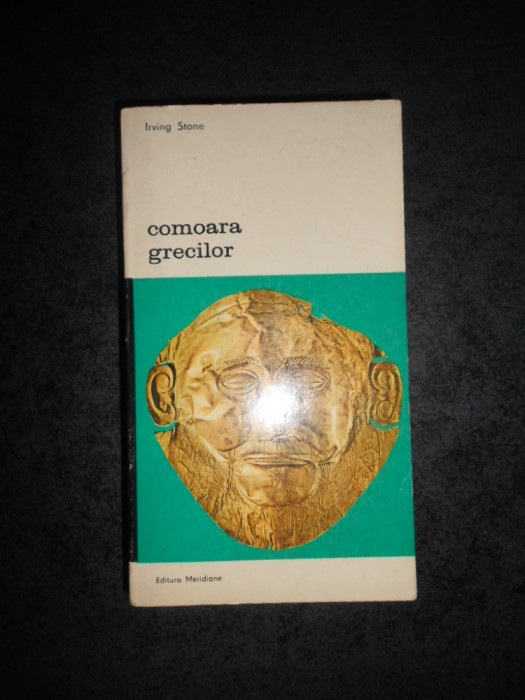 Irving Stone
comoara
grecilor
Editura Meridiane